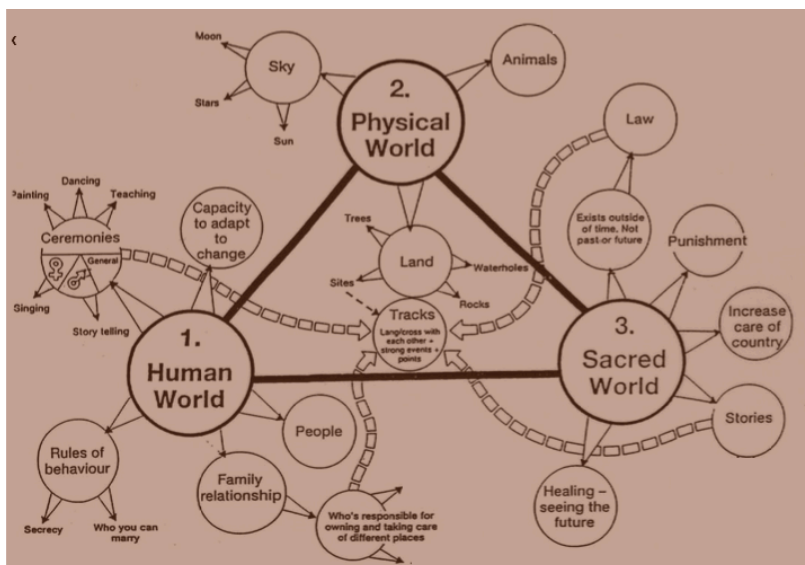 ‹
Moon
Sky
Stars
Sun
2.
Physical
World
Animals
Law
Exists outside
of time. Not
past or future
Punishment
Increase
care of
country
3.
Sacred
World
Stories
Healing –
seeing the
future
Painting
Dancing
Teaching
Ceremonies
General
Singing
Story telling
Capacity
to adapt
to
change
Trees
Land
Sites
Waterholes
Rocks
Tracks
Lang/cross with
each other +
strong events +
points
1.
Human
World
People
Rules of
behaviour
Secrecy
Who you can
marry
Family
relationship
Who's responsible for
owning and taking care
of different places